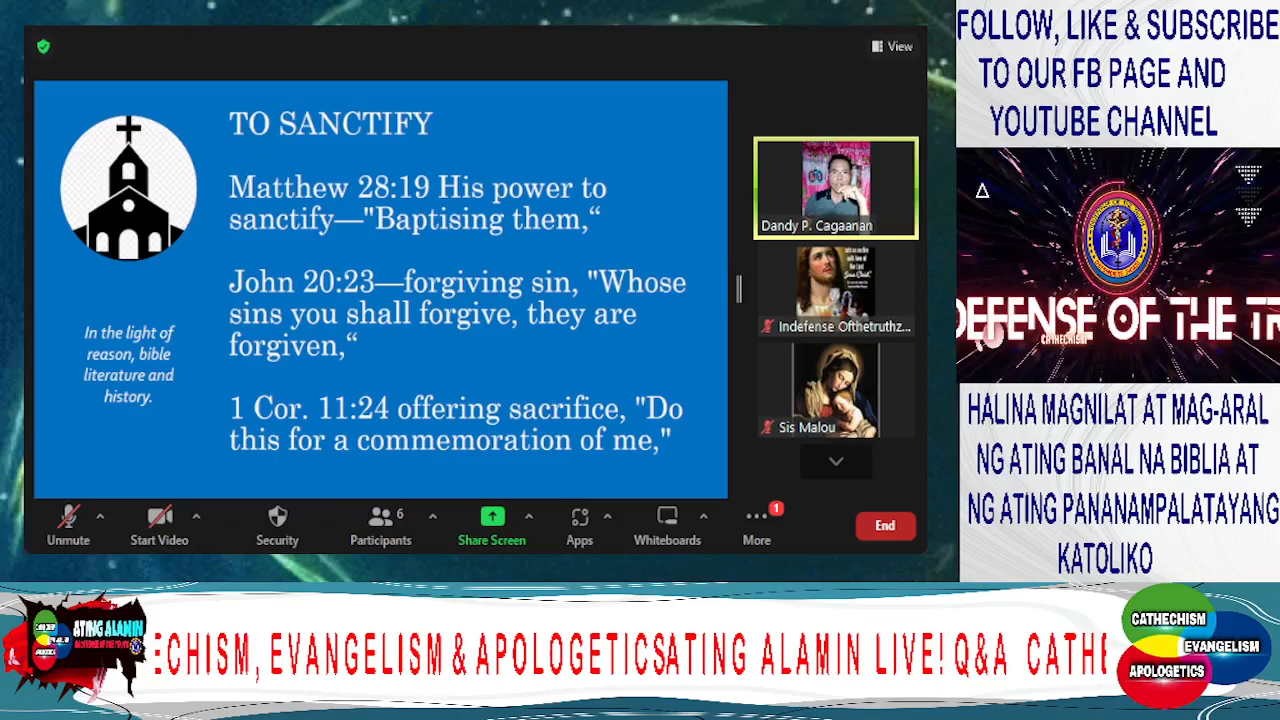 View
TO SANCTIFY
Matthew 28:19 His power to
sanctify—"Baptising them,“
John 20:23—forgiving sin, "Whose
sins you shall forgive, they are
forgiven,“
1 Cor. 11:24 offering sacrifice, "Do
this for a commemoration of me,"
In the light of
reason, bible
literature and
history.
Dandy P. Cagaanan
Indefense Ofthetruthz...
Sis Malou
Unmute
Start Video
Security
6
Participants
Share Screen
Apps
Whiteboards
1
More
End
FOLLOW, LIKE & SUBSCRIBE
TO OUR FB PAGE AND
YOUTUBE CHANNEL
DEFENSE OF THE TR
CATHECHISM
HALINA MAGNILAT AT MAG-ARAL
NG ATING BANAL NA BIBLIA AT
NG ATING PANANAMPALATAYANG
KATOLIKO
ATING ALAMIN
ECHISM, EVANGELISM & APOLOGETICSATING ALAMIN LIVE! Q&A CATHE
CATHECHISM
EVANGELISM
APOLOGETICS